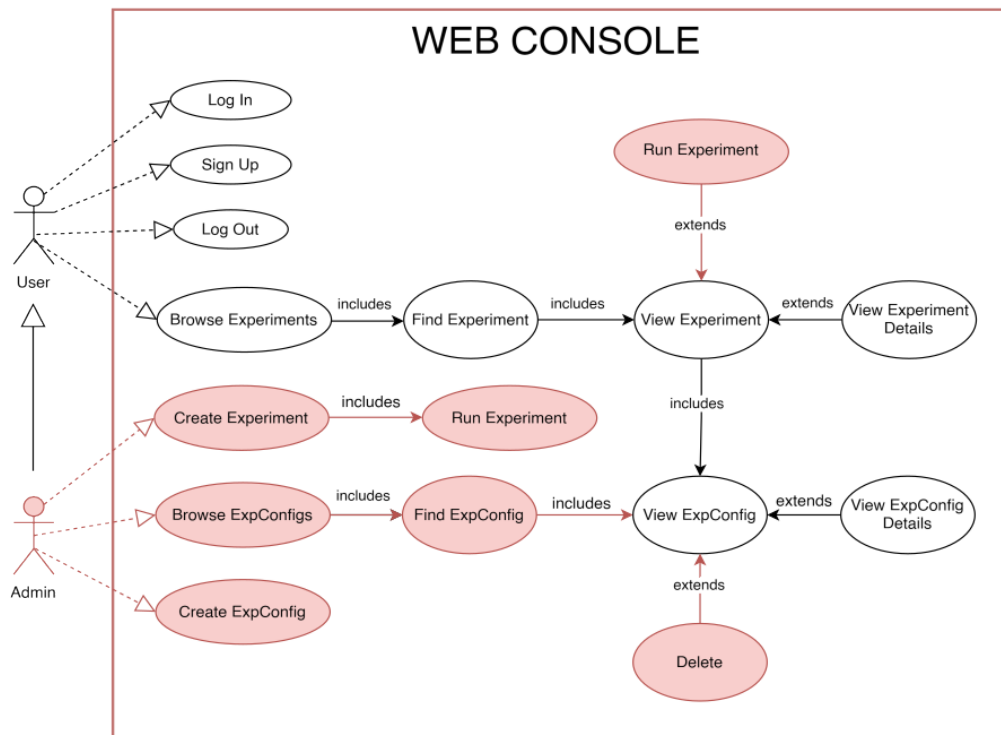 WEB CONSOLE
Log In
Sign Up
Log Out
User
Run Experiment
extends
Browse Experiments
includes
Find Experiment
includes
View Experiment
extends
View Experiment
Details
includes
Create Experiment
includes
Run Experiment
Admin
Browse ExpConfigs
includes
Find ExpConfig
includes
View ExpConfig
extends
View ExpConfig
Details
Create ExpConfig
extends
Delete